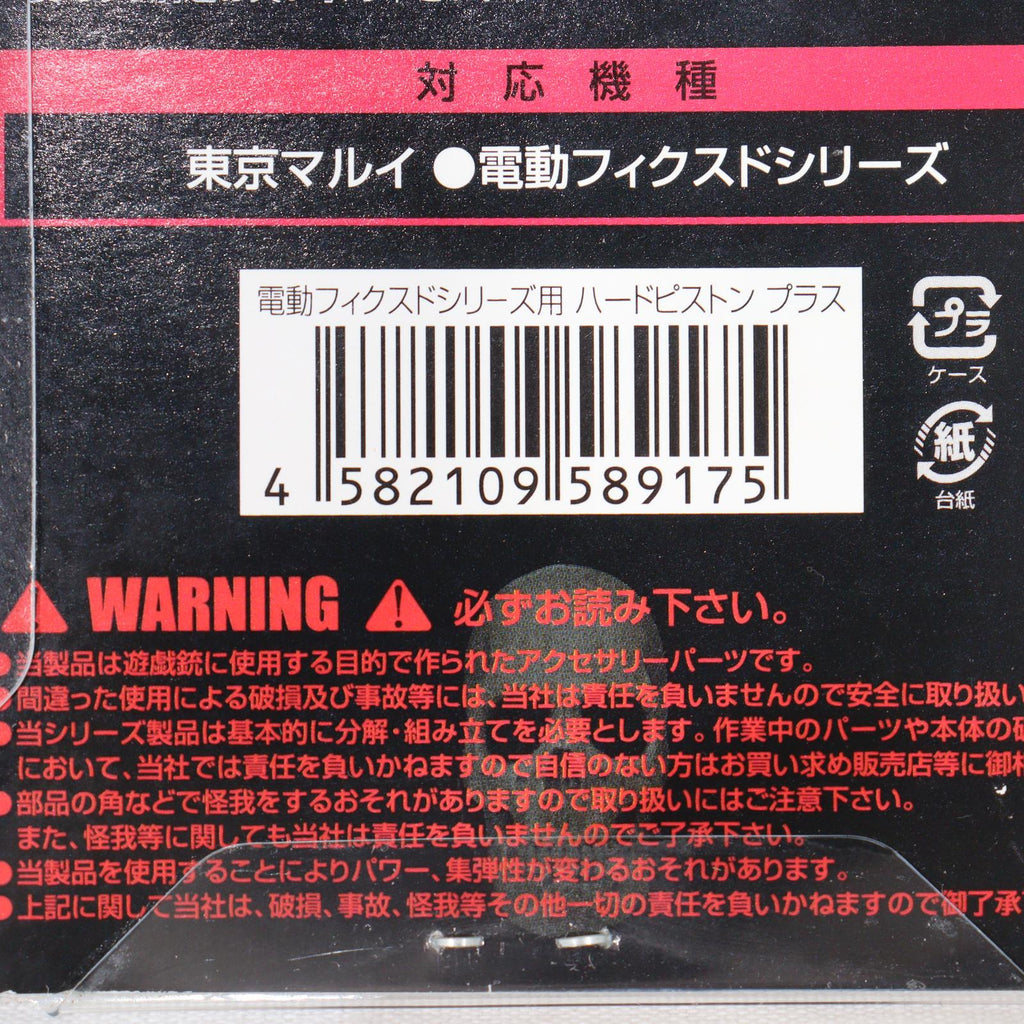 対応機種
東京マルイ ●電動フィクスドシリーズ
電動フィクスドシリーズ用 ハードピストン プラス
4 582109 589175
プラ
ケース
紙
台紙
WARNING 必ずお読み下さい。
●当製品は遊戯銃に使用する目的で作られたアクセサリーパーツです。
●間違った使用による破損及び事故等には、当社は責任を負いませんので安全に取り扱い
●当シリーズ製品は基本的に分解・組み立てを必要とします。作業中のパーツや本体の
において、当社では責任を負いかねますので自信のない方はお買い求め販売店等に御
●部品の角などで怪我をするおそれがありますので取り扱いにはご注意下さい。
また、怪我等に関しても当社は責任を負いませんのでご了承下さい。
●当製品を使用することによりパワー、集弾性が変わるおそれがあります。
●上記に関して当社は、破損、事故、怪我等その他一切の責任を負いかねますので御了承